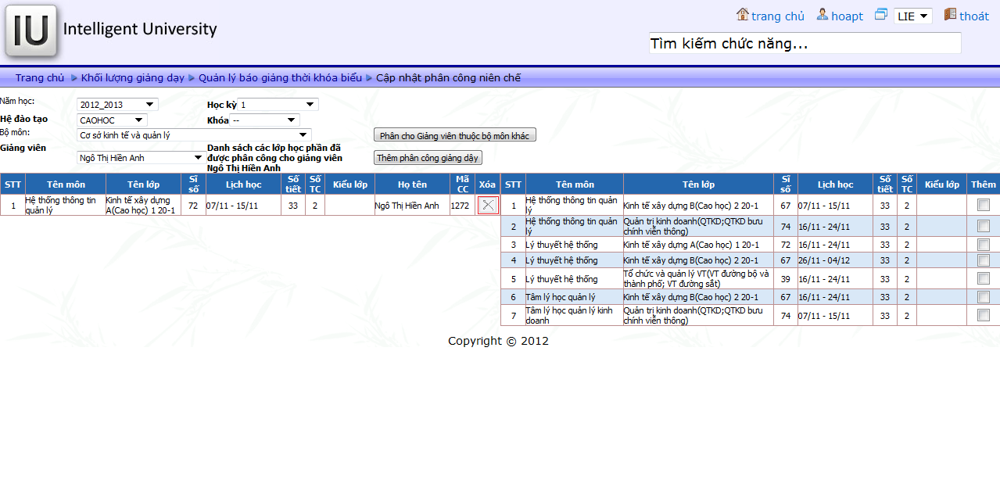 IU Intelligent University
trang chủ hoapt LIE thoát
Tìm kiếm chức năng...
Trang chủ Khối lượng giảng dạy Quản lý báo giảng thời khóa biểu Cập nhật phân công niên chế
Năm học: 2012_2013 Học kỳ 1
Hệ đào tạo CAOHOC Khóa --
Bộ môn: Cơ sở kinh tế và quản lý Phân cho Giảng viên thuộc bộ môn khác
Giảng viên Ngô Thị Hiền Anh
Danh sách các lớp học phần đã
được phân công cho giảng viên
Ngô Thị Hiền Anh
Thêm phân công giảng dậy
STT Tên môn Tên lớp Sĩ số Lịch học Số tiết Số TC Kiểu lớp Họ tên Mã CC Xóa
1 Hệ thống thông tin quản lý Kinh tế xây dựng A(Cao học) 1 20-1 72 07/11 - 15/11 33 2 Ngô Thị Hiền Anh 1272
STT Tên môn Tên lớp Sĩ số Lịch học Số tiết Số TC Kiểu lớp Thêm
1 Hệ thống thông tin quản lý Kinh tế xây dựng B(Cao học) 2 20-1 67 07/11 - 15/11 33 2
2 Hệ thống thông tin quản lý Quản trị kinh doanh(QTKD;QTKD bưu chính viễn thông) 74 16/11 - 24/11 33 2
3 Lý thuyết hệ thống Kinh tế xây dựng A(Cao học) 1 20-1 72 16/11 - 24/11 33 2
4 Lý thuyết hệ thống Kinh tế xây dựng B(Cao học) 2 20-1 67 26/11 - 04/12 33 2
5 Lý thuyết hệ thống Tổ chức và quản lý VT(VT đường bộ và thành phố; VT đường sắt) 39 16/11 - 24/11 33 2
6 Tâm lý học quản lý Kinh tế xây dựng B(Cao học) 2 20-1 67 16/11 - 24/11 33 2
7 Tâm lý học quản lý kinh doanh Quản trị kinh doanh(QTKD;QTKD bưu chính viễn thông) 74 07/11 - 15/11 33 2
Copyright © 2012